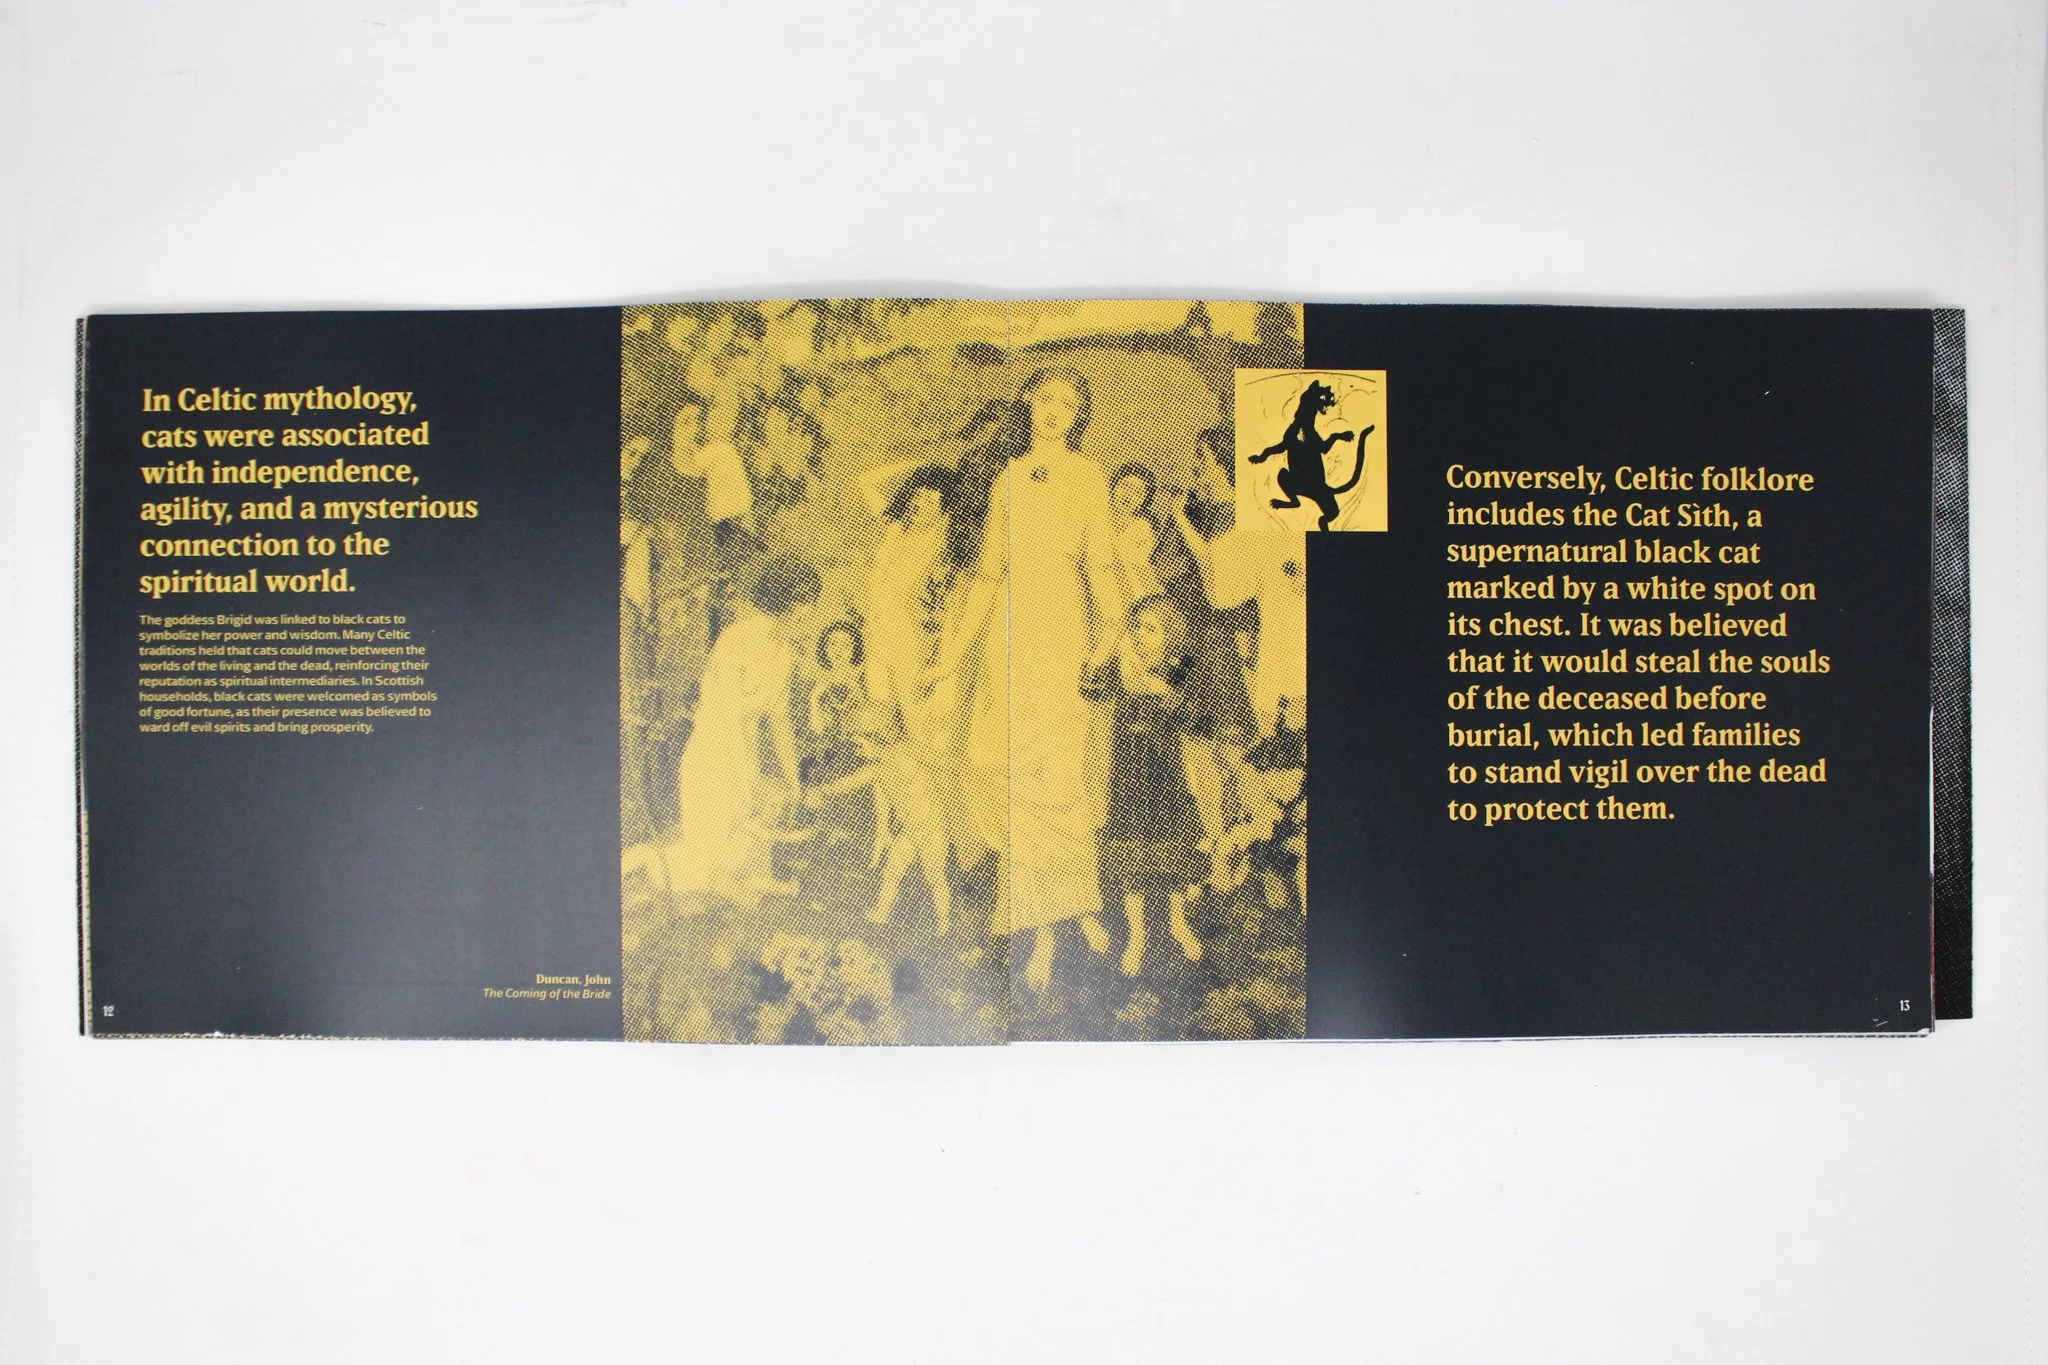 In Celtic mythology,
cats were associated
with independence,
agility, and a mysterious
connection to the
spiritual world.
The goddess Brigid was linked to black cats to
symbolize her power and wisdom. Many Celtic
traditions held that cats could move between the
worlds of the living and the dead, reinforcing their
reputation as spiritual intermediaries. In Scottish
households, black cats were welcomed as symbols
of good fortune, as their presence was believed to
ward off evil spirits and bring prosperity.
Duncan, John
The Coming of the Bride
12
Conversely, Celtic folklore
includes the Cat Sìth, a
supernatural black cat
marked by a white spot on
its chest. It was believed
that it would steal the souls
of the deceased before
burial, which led families
to stand vigil over the dead
to protect them.
13